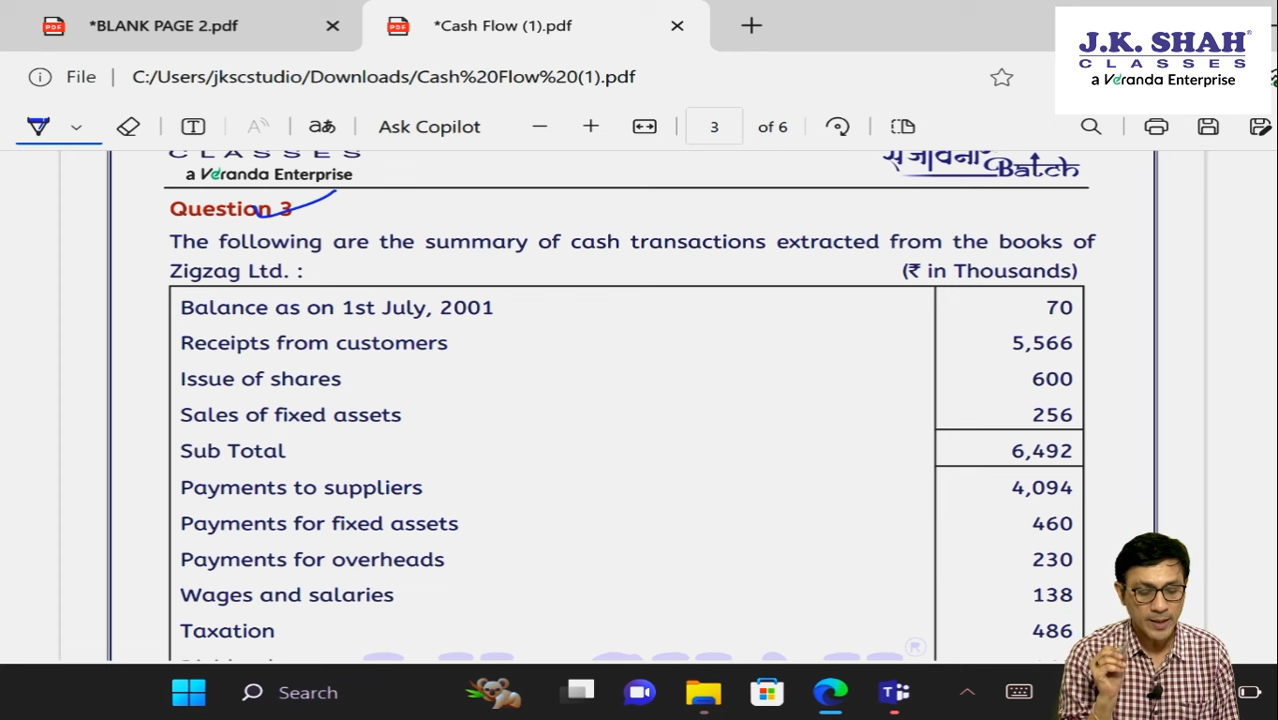 *BLANK PAGE 2.pdf
*Cash Flow (1).pdf
J.K. SHAH®
CLASSES
a Veranda Enterprise
File C:/Users/jkscstudio/Downloads/Cash%20Flow%20(1).pdf
Ask Copilot 3 of 6
CLASSES
a Veranda Enterprise
Batch
Question 3
The following are the summary of cash transactions extracted from the books of
Zigzag Ltd. : (₹ in Thousands)
Balance as on 1st July, 2001 70
Receipts from customers 5,566
Issue of shares 600
Sales of fixed assets 256
Sub Total 6,492
Payments to suppliers 4,094
Payments for fixed assets 460
Payments for overheads 230
Wages and salaries 138
Taxation 486
Search